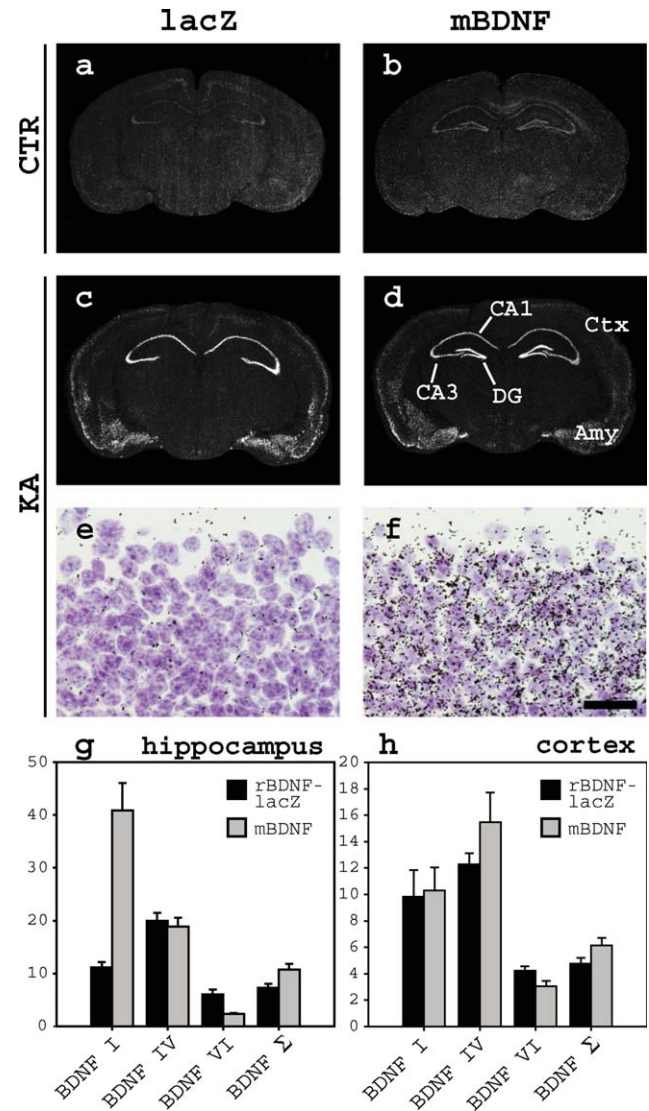 lacZ mBDNF
CTR
a b
KA
c d
CA1
Ctx
CA3 DG
Amy
e f
g hippocampus
50
40
30
20
10
0
rBDNF-
lacZ
mBDNF
BDNF I
BDNF IV
BDNF VI
BDNF Σ
h cortex
20
18
16
14
12
10
8
6
4
2
0
rBDNF-
lacZ
mBDNF
BDNF I
BDNF IV
BDNF VI
BDNF Σ